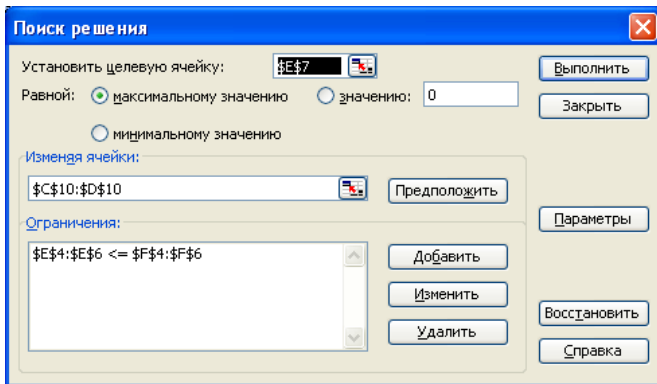 Поиск решения
Установить целевую ячейку: $E$7 Выполнить
Равной: максимальному значению значению: 0 Закрыть
минимальному значению
Изменяя ячейки:
$C$10:$D$10 Предположить
Ограничения: Параметры
$E$4:$E$6 <= $F$4:$F$6 Добавить
Изменить
Восстановить
Удалить
Справка